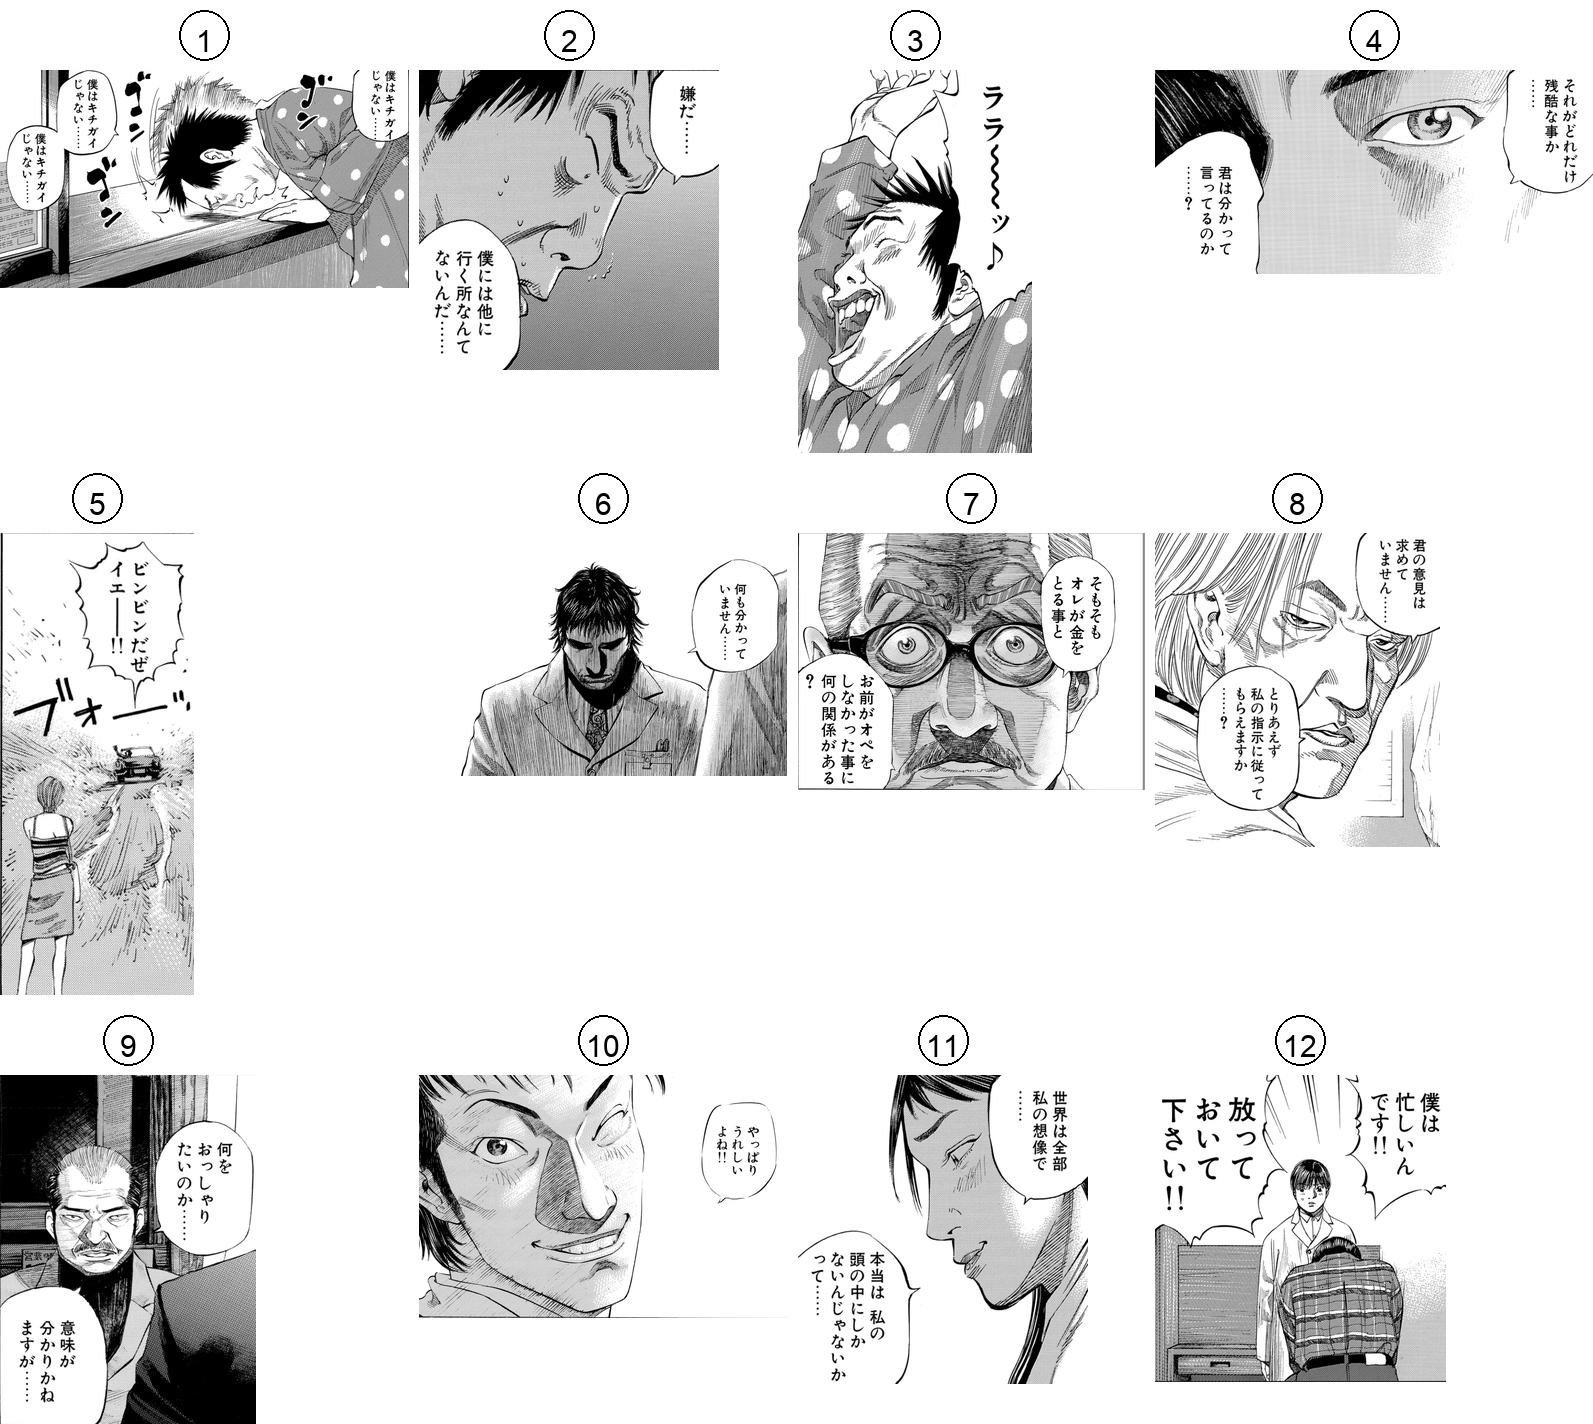 1
僕はキチガイ
じゃない……
ゴン
僕はキチガイ
じゃない……
ゴン
ゴン
僕はキチガイ
じゃない……
2
嫌だ……
僕には他に
行く所なんて
ないんだ……
3
ララ〜〜〜ッ♪
4
それがどれだけ
残酷な事か
……
君は分かって
言ってるのか
……?
5
ビンビンだぜ
イエ――!!
ブォ――
6
何も分かって
いません……
7
そもそも
オレが金を
とる事と
お前がオペを
しなかった事に
何の関係がある
?
8
君の意見は
求めて
いません……
とりあえず
私の指示に従って
もらえますか
……?
9
何を
おっしゃり
たいのか……
意味が
分かりかね
ますが……
10
やっぱり
うれしい
よね!!
11
世界は全部
私の想像で
……
本当は 私の
頭の中にしか
ないんじゃないか
って……
12
僕は
忙しいん
です!!
放って
おいて
下さい!!